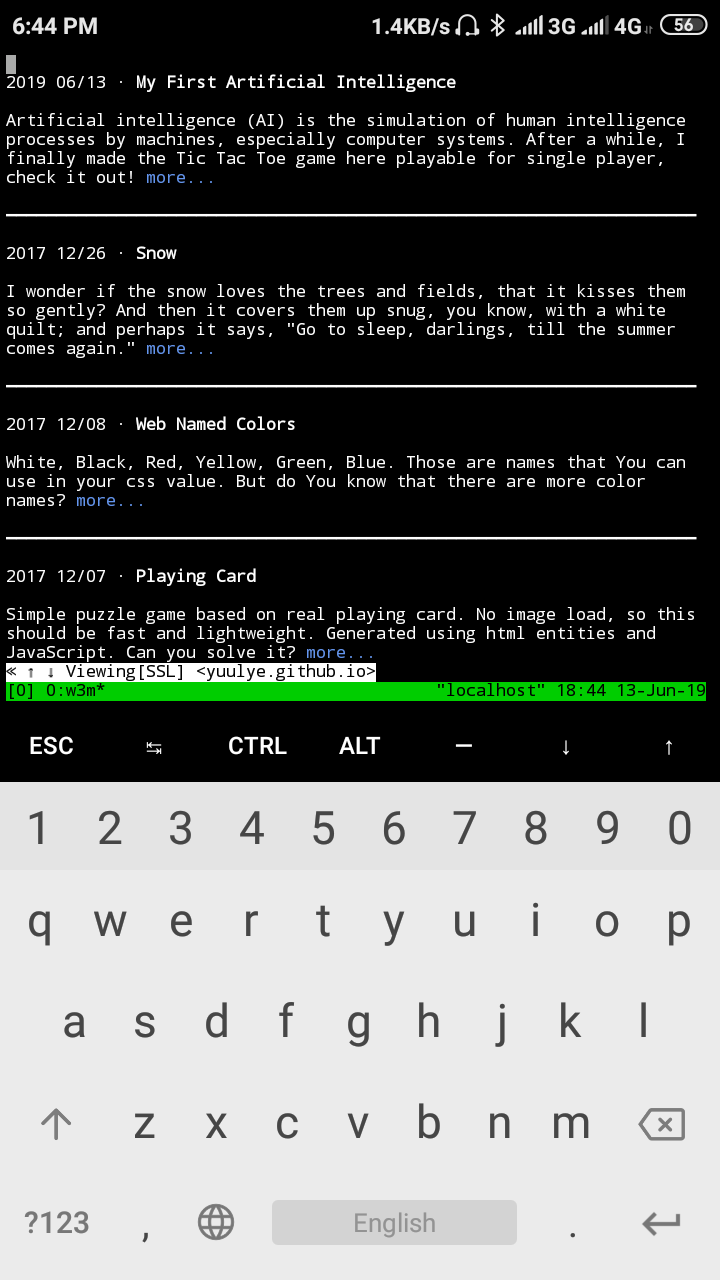 6:44 PM 1.4KB/s 3G 4G 56
2019 06/13 · My First Artificial Intelligence
Artificial intelligence (AI) is the simulation of human intelligence
processes by machines, especially computer systems. After a while, I
finally made the Tic Tac Toe game here playable for single player,
check it out! more...
2017 12/26 · Snow
I wonder if the snow loves the trees and fields, that it kisses them
so gently? And then it covers them up snug, you know, with a white
quilt; and perhaps it says, "Go to sleep, darlings, till the summer
comes again." more...
2017 12/08 · Web Named Colors
White, Black, Red, Yellow, Green, Blue. Those are names that You can
use in your css value. But do You know that there are more color
names? more...
2017 12/07 · Playing Card
Simple puzzle game based on real playing card. No image load, so this
should be fast and lightweight. Generated using html entities and
JavaScript. Can you solve it? more...
« ↑ ↓ Viewing[SSL] <yuulye.github.io>
[0] 0:w3m* "localhost" 18:44 13-Jun-19
ESC ↹ CTRL ALT — ↓ ↑
1 2 3 4 5 6 7 8 9 0
q w e r t y u i o p
a s d f g h j k l
z x c v b n m
?123 , English .